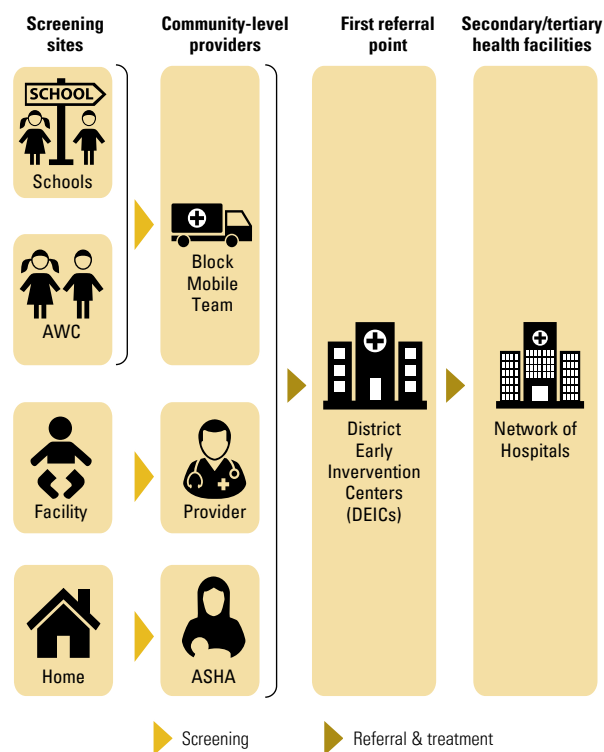 Screening
sites
Community-level
providers
First referral
point
Secondary/tertiary
health facilities
SCHOOL
Schools
AWC
Block
Mobile
Team
Facility
Provider
Home
ASHA
District
Early
Invervention
Centers
(DEICs)
Network of
Hospitals
Screening
Referral & treatment